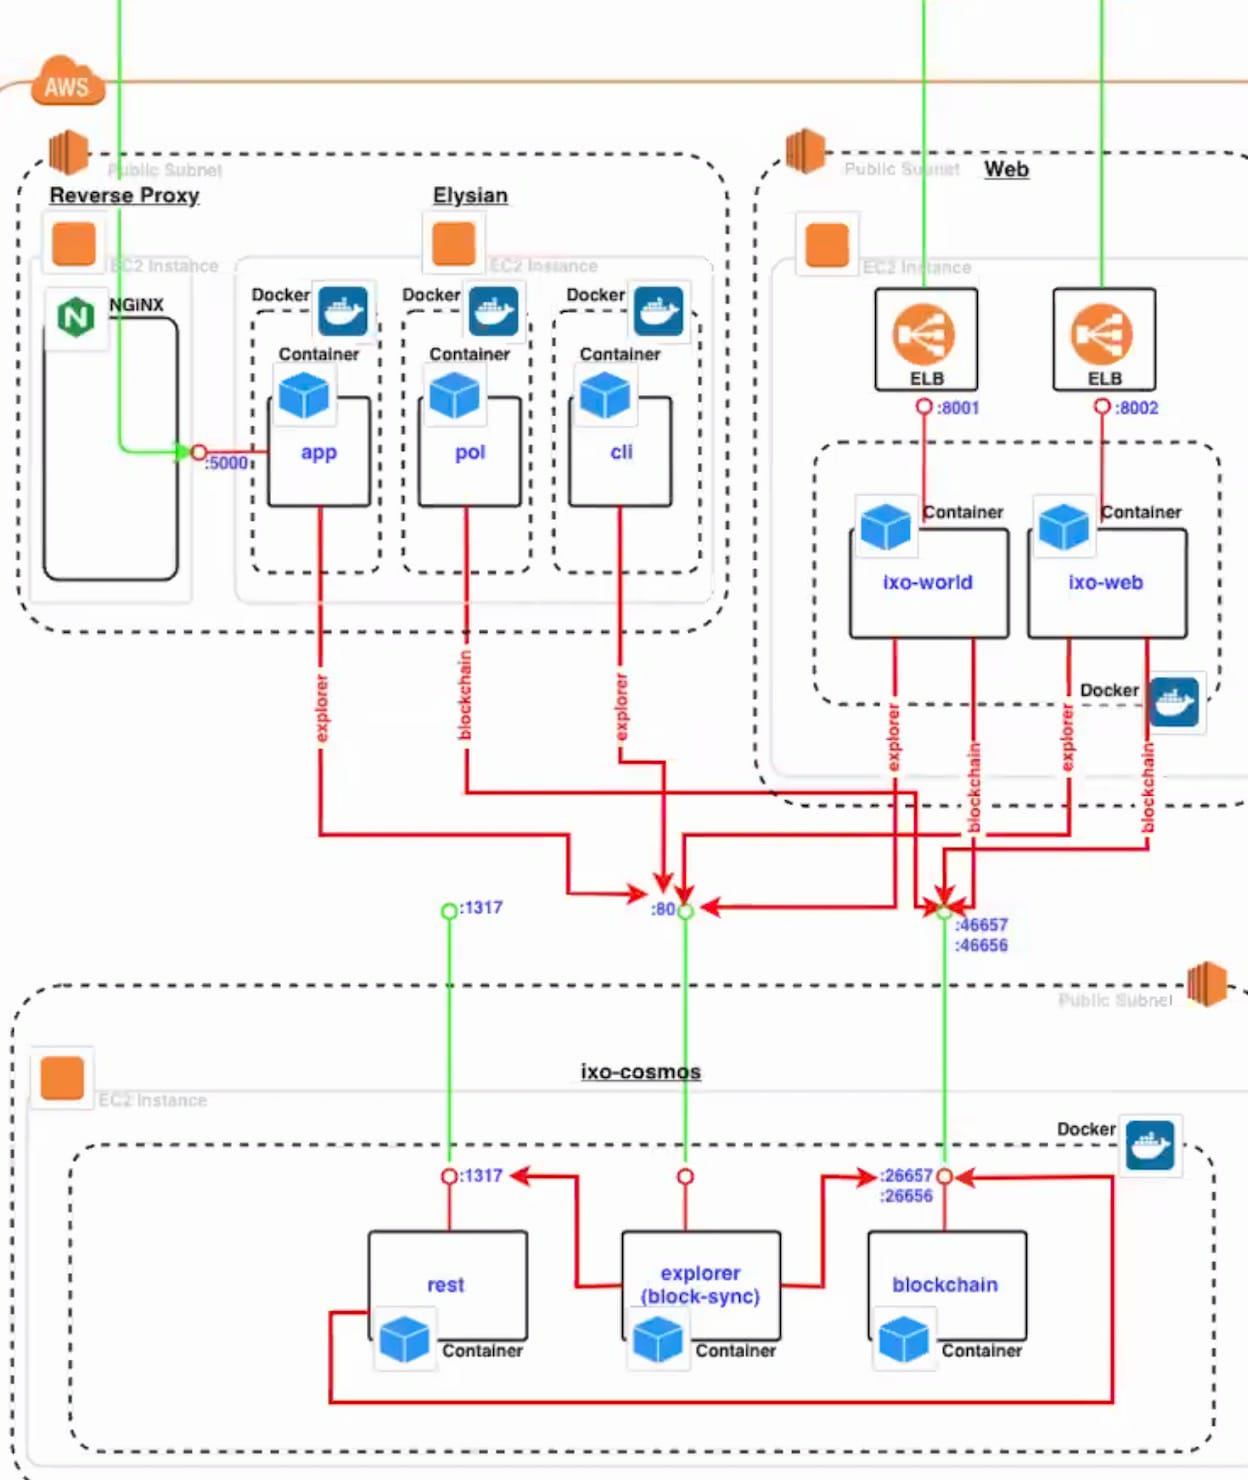 AWS
Public Subnet
Reverse Proxy
Elysian
EC2 Instance
EC2 Instance
NGiNX
Docker
Docker
Docker
Container
Container
Container
app
pol
cli
:5000
Public Subnet
Web
EC2 Instance
ELB
ELB
:8001
:8002
Container
Container
ixo-world
ixo-web
Docker
explorer
blockchain
explorer
explorer
blockchain
explorer
blockchain
:1317
:80
:46657
:46656
Public Subnet
ixo-cosmos
EC2 Instance
Docker
:1317
:26657
:26656
rest
explorer
(block-sync)
blockchain
Container
Container
Container